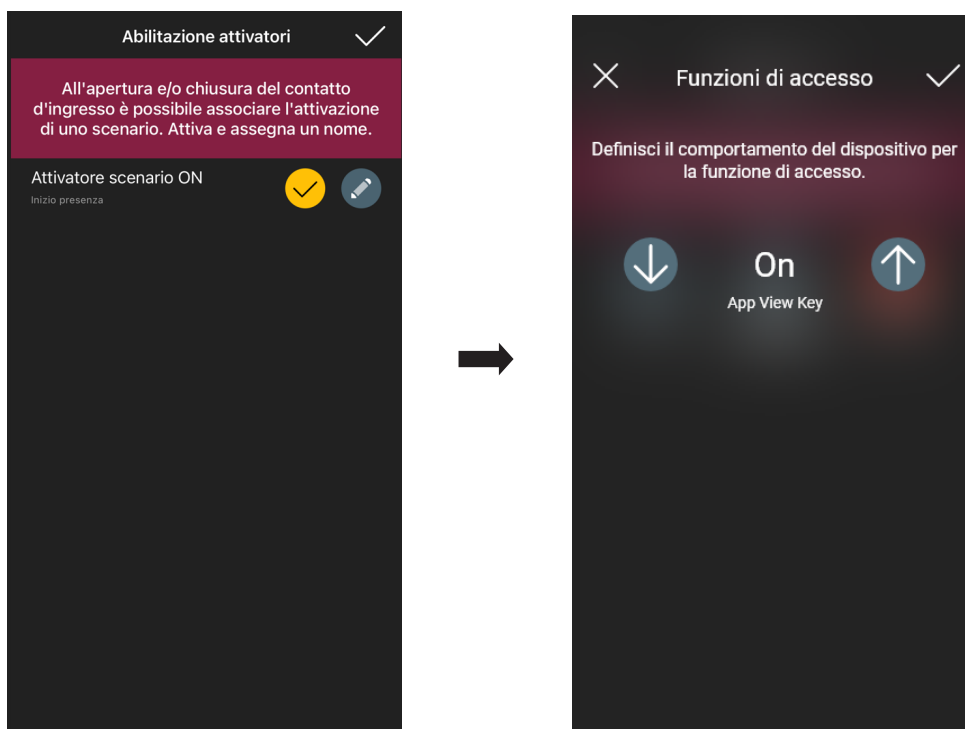 Abilitazione attivatori
All'apertura e/o chiusura del contatto
d'ingresso è possibile associare l'attivazione
di uno scenario. Attiva e assegna un nome.
Attivatore scenario ON
Inizio presenza
Funzioni di accesso
Definisci il comportamento del dispositivo per
la funzione di accesso.
On
App View Key